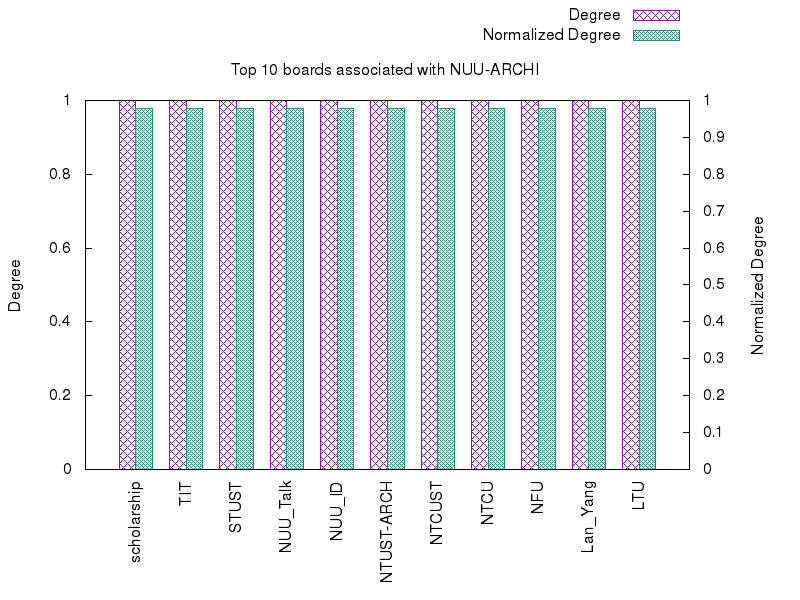 Degree
Normalized Degree
Top 10 boards associated with NUU-ARCHI
1
0.8
0.6
0.4
0.2
0
Degree
1
0.9
0.8
0.7
0.6
0.5
0.4
0.3
0.2
0.1
0
Normalized Degree
scholarship
TIT
STUST
NUU_Talk
NUU_ID
NTUST-ARCH
NTCUST
NTCU
NFU
Lan_Yang
LTU